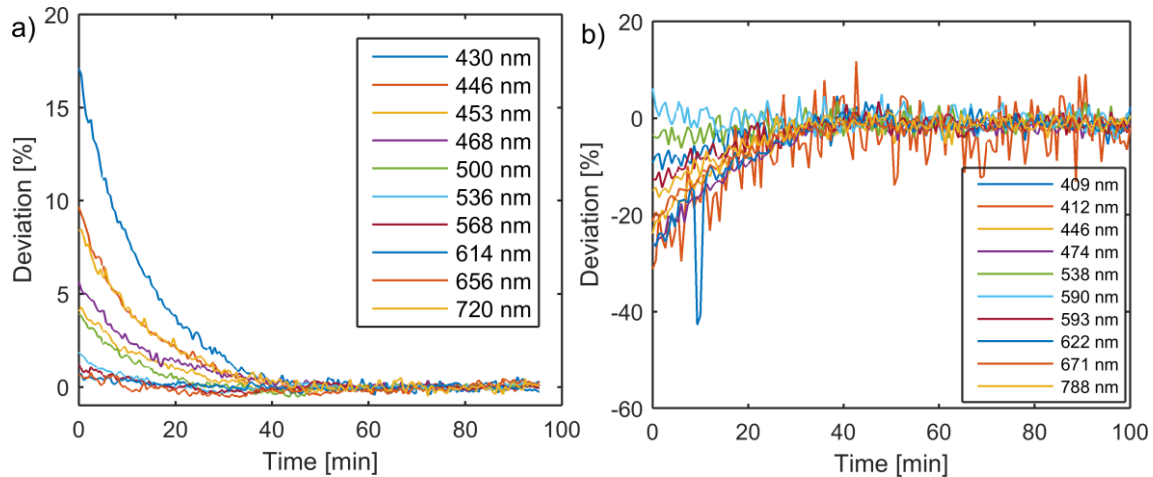 a)
Deviation [%]
20
15
10
5
0
0 20 40 60 80 100
Time [min]
430 nm
446 nm
453 nm
468 nm
500 nm
536 nm
568 nm
614 nm
656 nm
720 nm
b)
Deviation [%]
20
0
-20
-40
-60
0 20 40 60 80 100
Time [min]
409 nm
412 nm
446 nm
474 nm
538 nm
590 nm
593 nm
622 nm
671 nm
788 nm